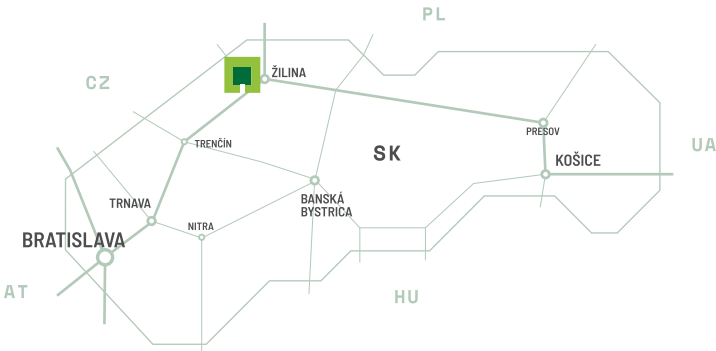 PL
ŽILINA
CZ
PREŠOV
TRENČÍN
UA
SK
KOŠICE
TRNAVA
BANSKÁ
BYSTRICA
NITRA
BRATISLAVA
AT
HU